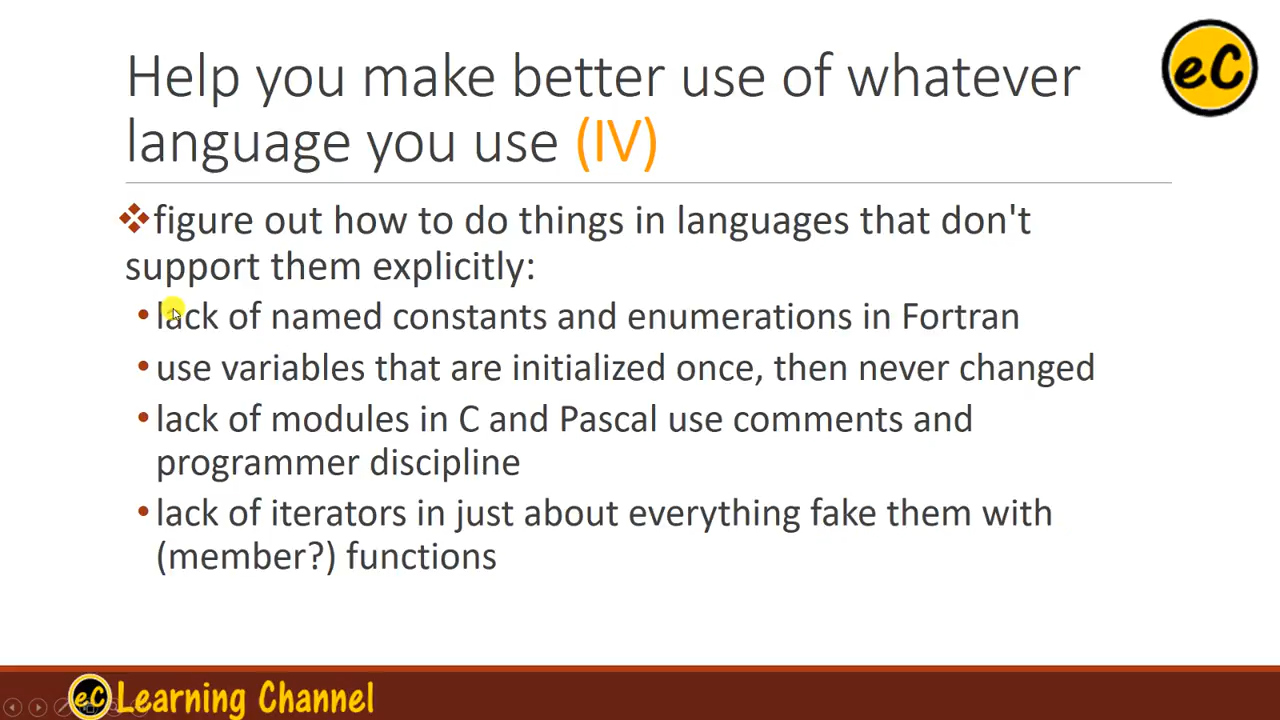 Help you make better use of whatever
language you use (IV)
eC
❖figure out how to do things in languages that don't
support them explicitly:
•lack of named constants and enumerations in Fortran
•use variables that are initialized once, then never changed
•lack of modules in C and Pascal use comments and
programmer discipline
•lack of iterators in just about everything fake them with
(member?) functions
eC Learning Channel